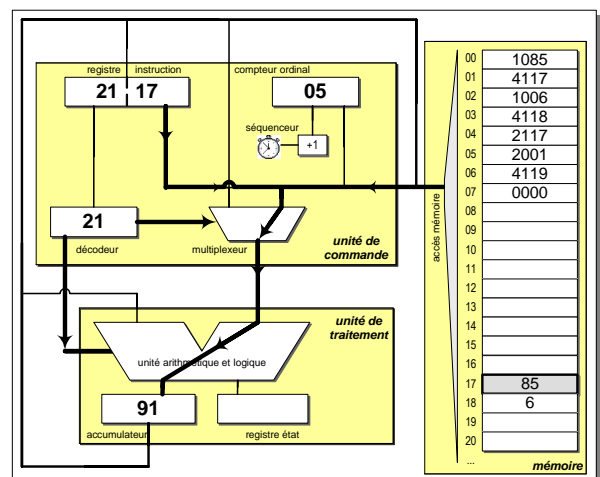 registre instruction
21 17
compteur ordinal
05
séquenceur
+1
21
décodeur
multiplexeur
unité de
commande
unité de
traitement
unité arithmétique et logique
91
accumulateur
registre état
accès mémoire
00 1085
01 4117
02 1006
03 4118
04 2117
05 2001
06 4119
07 0000
08
09
10
11
12
13
14
15
16
17 85
18 6
19
20
...
mémoire